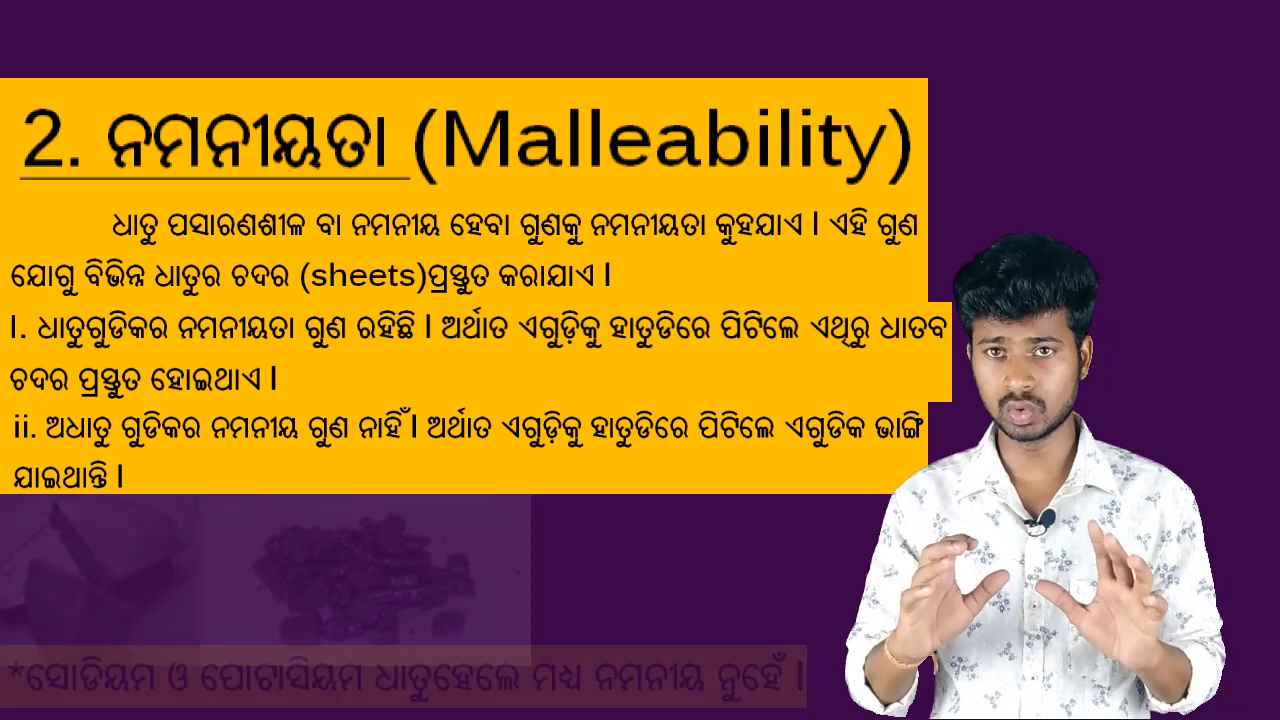 2. ନମନୀୟତା (Malleability)
ଧାତୁ ପସାରଣଶୀଳ ବା ନମନୀୟ ହେବା ଗୁଣକୁ ନମନୀୟତା କୁହଯାଏ । ଏହି ଗୁଣ
ଯୋଗୁ ବିଭିନ୍ନ ଧାତୁର ଚଦର (sheets)ପ୍ରସ୍ତୁତ କରାଯାଏ ।
I. ଧାତୁଗୁଡିକର ନମନୀୟତା ଗୁଣ ରହିଛି । ଅର୍ଥାତ ଏଗୁଡ଼ିକୁ ହାତୁଡିରେ ପିଟିଲେ ଏଥିରୁ ଧାତବ
ଚଦର ପ୍ରସ୍ତୁତ ହୋଇଥାଏ ।
ii. ଅଧାତୁ ଗୁଡିକର ନମନୀୟ ଗୁଣ ନାହିଁ । ଅର୍ଥାତ ଏଗୁଡ଼ିକୁ ହାତୁଡିରେ ପିଟିଲେ ଏଗୁଡିକ ଭାଙ୍ଗି
ଯାଇଥାନ୍ତି ।
*ସୋଡିୟମ ଓ ପୋଟାସିୟମ ଧାତୁହେଲେ ମଧ୍ୟ ନମନୀୟ ନୁହେଁ ।